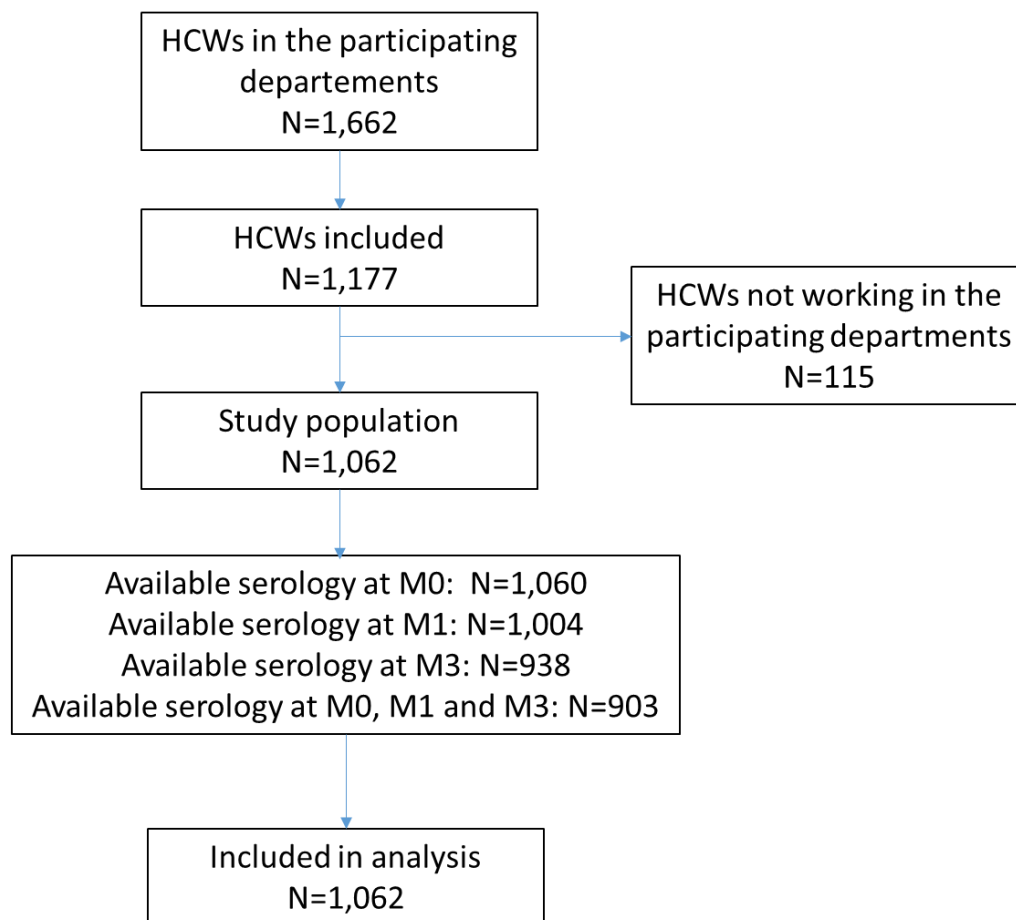 HCWs in the participating
departements
N=1,662
HCWs included
N=1,177
HCWs not working in the
participating departments
N=115
Study population
N=1,062
Available serology at M0:  N=1,060
Available serology at M1: N=1,004
Available serology at M3: N=938
Available serology at M0, M1 and M3: N=903
Included in analysis
N=1,062